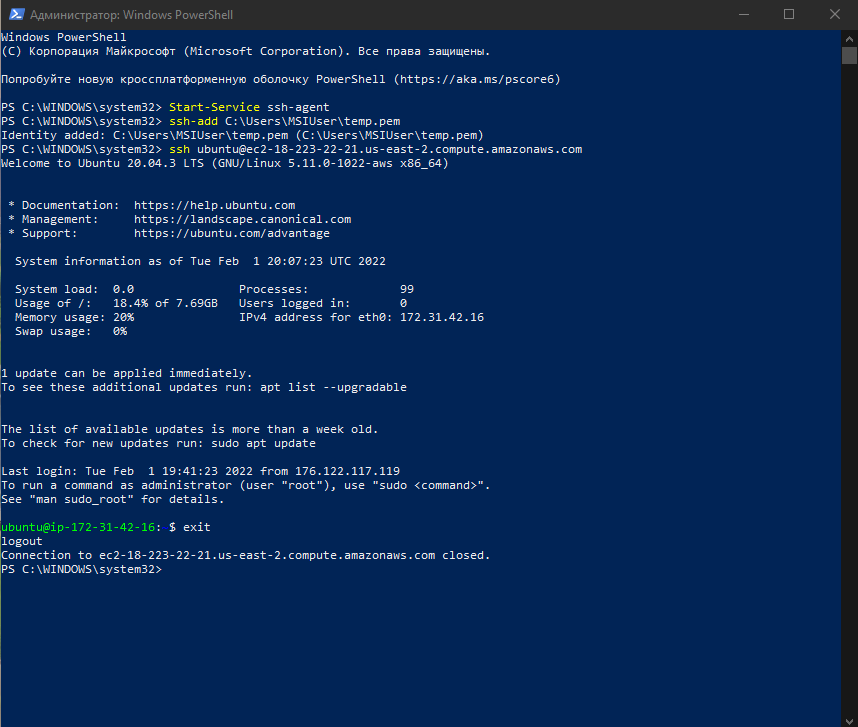 Администратор: Windows PowerShell
Windows PowerShell
(C) Корпорация Майкрософт (Microsoft Corporation). Все права защищены.
Попробуйте новую кроссплатформенную оболочку PowerShell (https://aka.ms/pscore6)
PS C:\WINDOWS\system32> Start-Service ssh-agent
PS C:\WINDOWS\system32> ssh-add C:\Users\MSIUser\temp.pem
Identity added: C:\Users\MSIUser\temp.pem (C:\Users\MSIUser\temp.pem)
PS C:\WINDOWS\system32> ssh ubuntu@ec2-18-223-22-21.us-east-2.compute.amazonaws.com
Welcome to Ubuntu 20.04.3 LTS (GNU/Linux 5.11.0-1022-aws x86_64)
* Documentation:  https://help.ubuntu.com
* Management:     https://landscape.canonical.com
* Support:        https://ubuntu.com/advantage
System information as of Tue Feb  1 20:07:23 UTC 2022
System load:  0.0               Processes:             99
Usage of /:   18.4% of 7.69GB   Users logged in:       0
Memory usage: 20%               IPv4 address for eth0: 172.31.42.16
Swap usage:   0%
1 update can be applied immediately.
To see these additional updates run: apt list --upgradable
The list of available updates is more than a week old.
To check for new updates run: sudo apt update
Last login: Tue Feb  1 19:41:23 2022 from 176.122.117.119
To run a command as administrator (user "root"), use "sudo <command>".
See "man sudo_root" for details.
ubuntu@ip-172-31-42-16: $ exit
logout
Connection to ec2-18-223-22-21.us-east-2.compute.amazonaws.com closed.
PS C:\WINDOWS\system32>